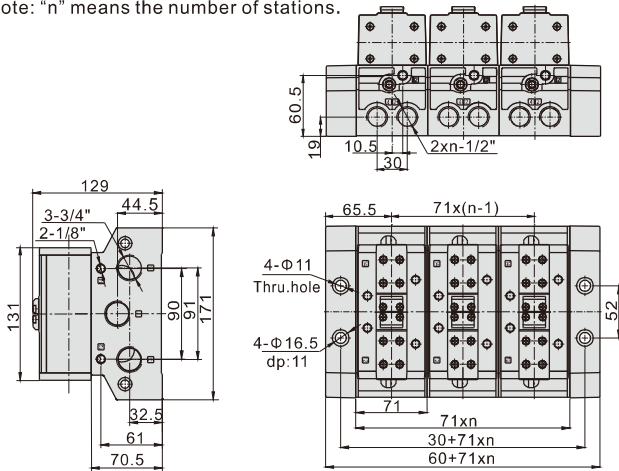 ote: “n” means the number of stations.
60.5
19
10.5
30
2xn-1/2"
129
44.5
3-3/4"
2-1/8"
131
90
91
171
32.5
61
70.5
65.5
71x(n-1)
4-Φ11
Thru.hole
4-Φ16.5
dp:11
52
71
71xn
30+71xn
60+71xn